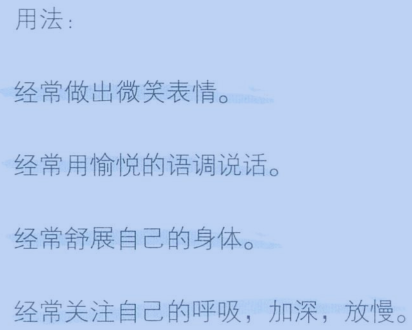 用法：
经常做出微笑表情。
经常用愉悦的语调说话。
经常舒展自己的身体。
经常关注自己的呼吸，加深，放慢。